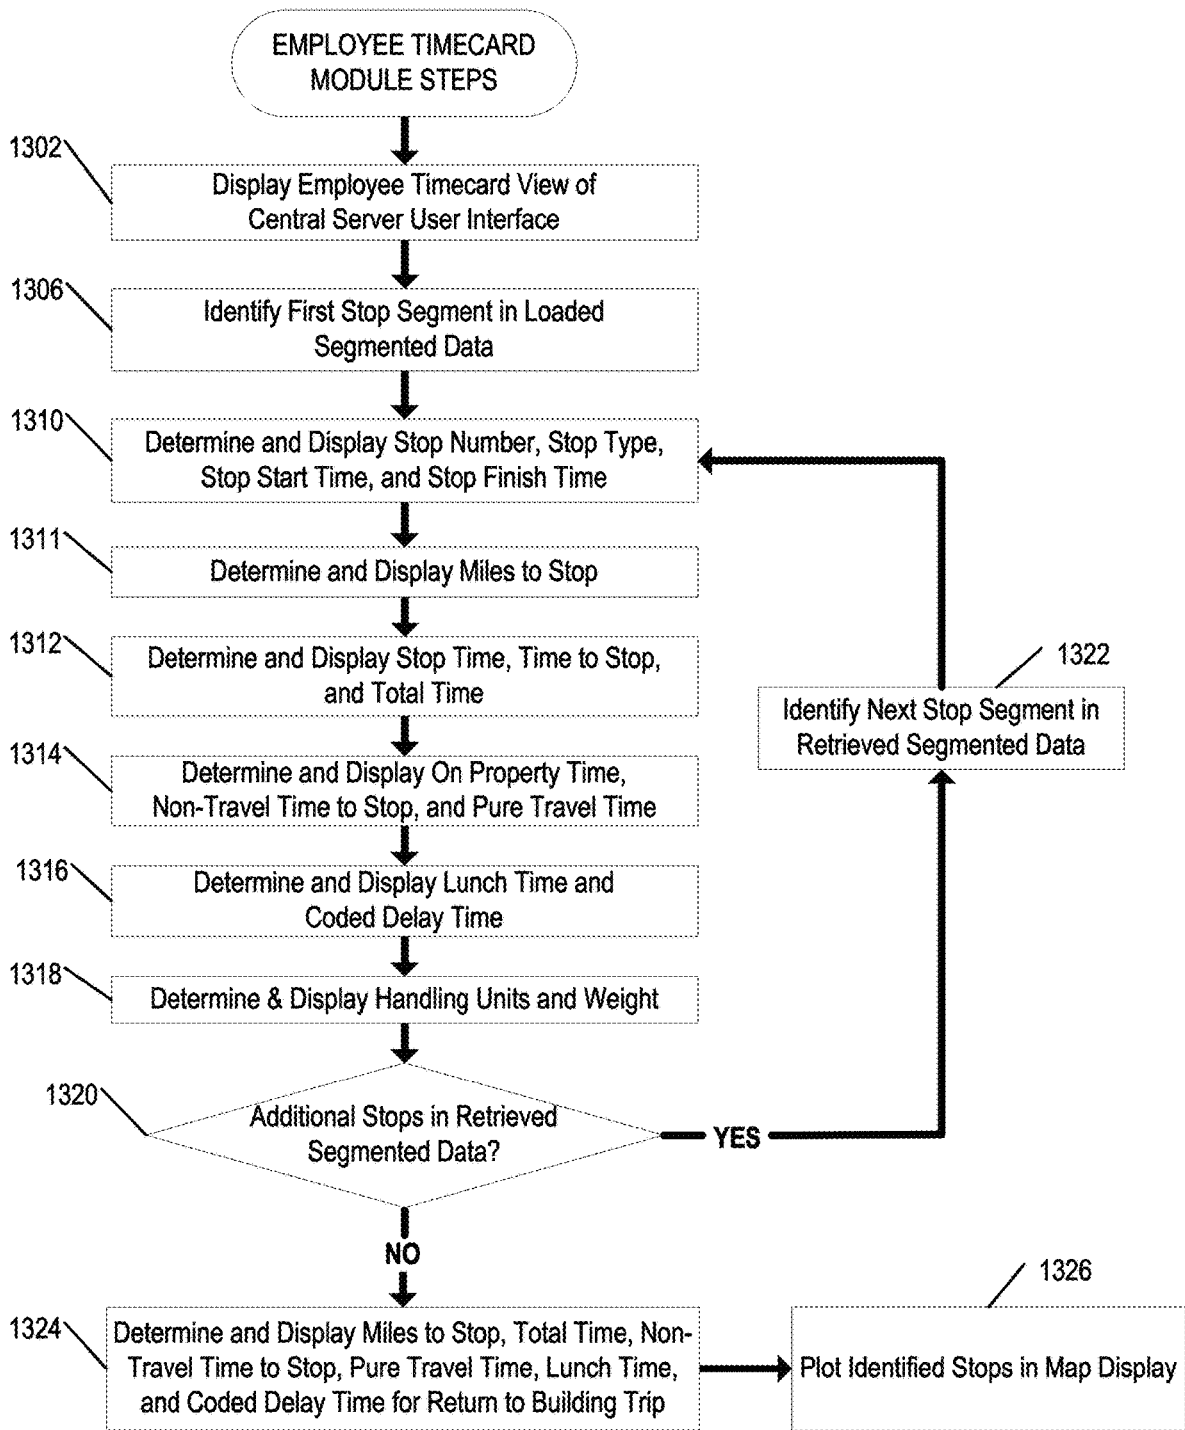 EMPLOYEE TIMECARD
MODULE STEPS
1302
Display Employee Timecard View of
Central Server User Interface
1306
Identify First Stop Segment in Loaded
Segmented Data
1310
Determine and Display Stop Number, Stop Type,
Stop Start Time, and Stop Finish Time
1311
Determine and Display Miles to Stop
1312
Determine and Display Stop Time, Time to Stop,
and Total Time
1322
Identify Next Stop Segment in
Retrieved Segmented Data
1314
Determine and Display On Property Time,
Non-Travel Time to Stop, and Pure Travel Time
1316
Determine and Display Lunch Time and
Coded Delay Time
1318
Determine & Display Handling Units and Weight
1320
Additional Stops in Retrieved
Segmented Data?
YES
NO
1324
Determine and Display Miles to Stop, Total Time, Non-
Travel Time to Stop, Pure Travel Time, Lunch Time,
and Coded Delay Time for Return to Building Trip
1326
Plot Identified Stops in Map Display